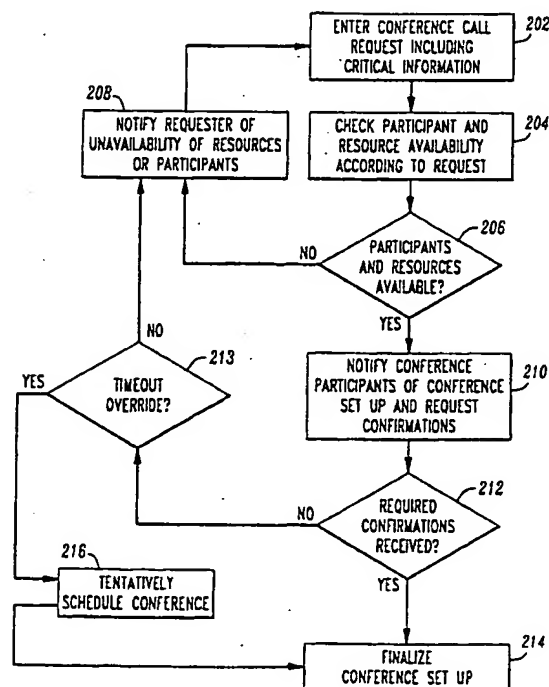 202
ENTER CONFERENCE CALL
REQUEST INCLUDING
CRITICAL INFORMATION
208
NOTIFY REQUESTER OF
UNAVAILABILITY OF RESOURCES
OR PARTICIPANTS
204
CHECK PARTICIPANT AND
RESOURCE AVAILABILITY
ACCORDING TO REQUEST
206
NO
PARTICIPANTS
AND RESOURCES
AVAILABLE?
YES
NO
213
YES
TIMEOUT
OVERRIDE?
210
NOTIFY CONFERENCE
PARTICIPANTS OF CONFERENCE
SET UP AND REQUEST
CONFIRMATIONS
212
NO
REQUIRED
CONFIRMATIONS
RECEIVED?
YES
216
TENTATIVELY
SCHEDULE CONFERENCE
214
FINALIZE
CONFERENCE SET UP